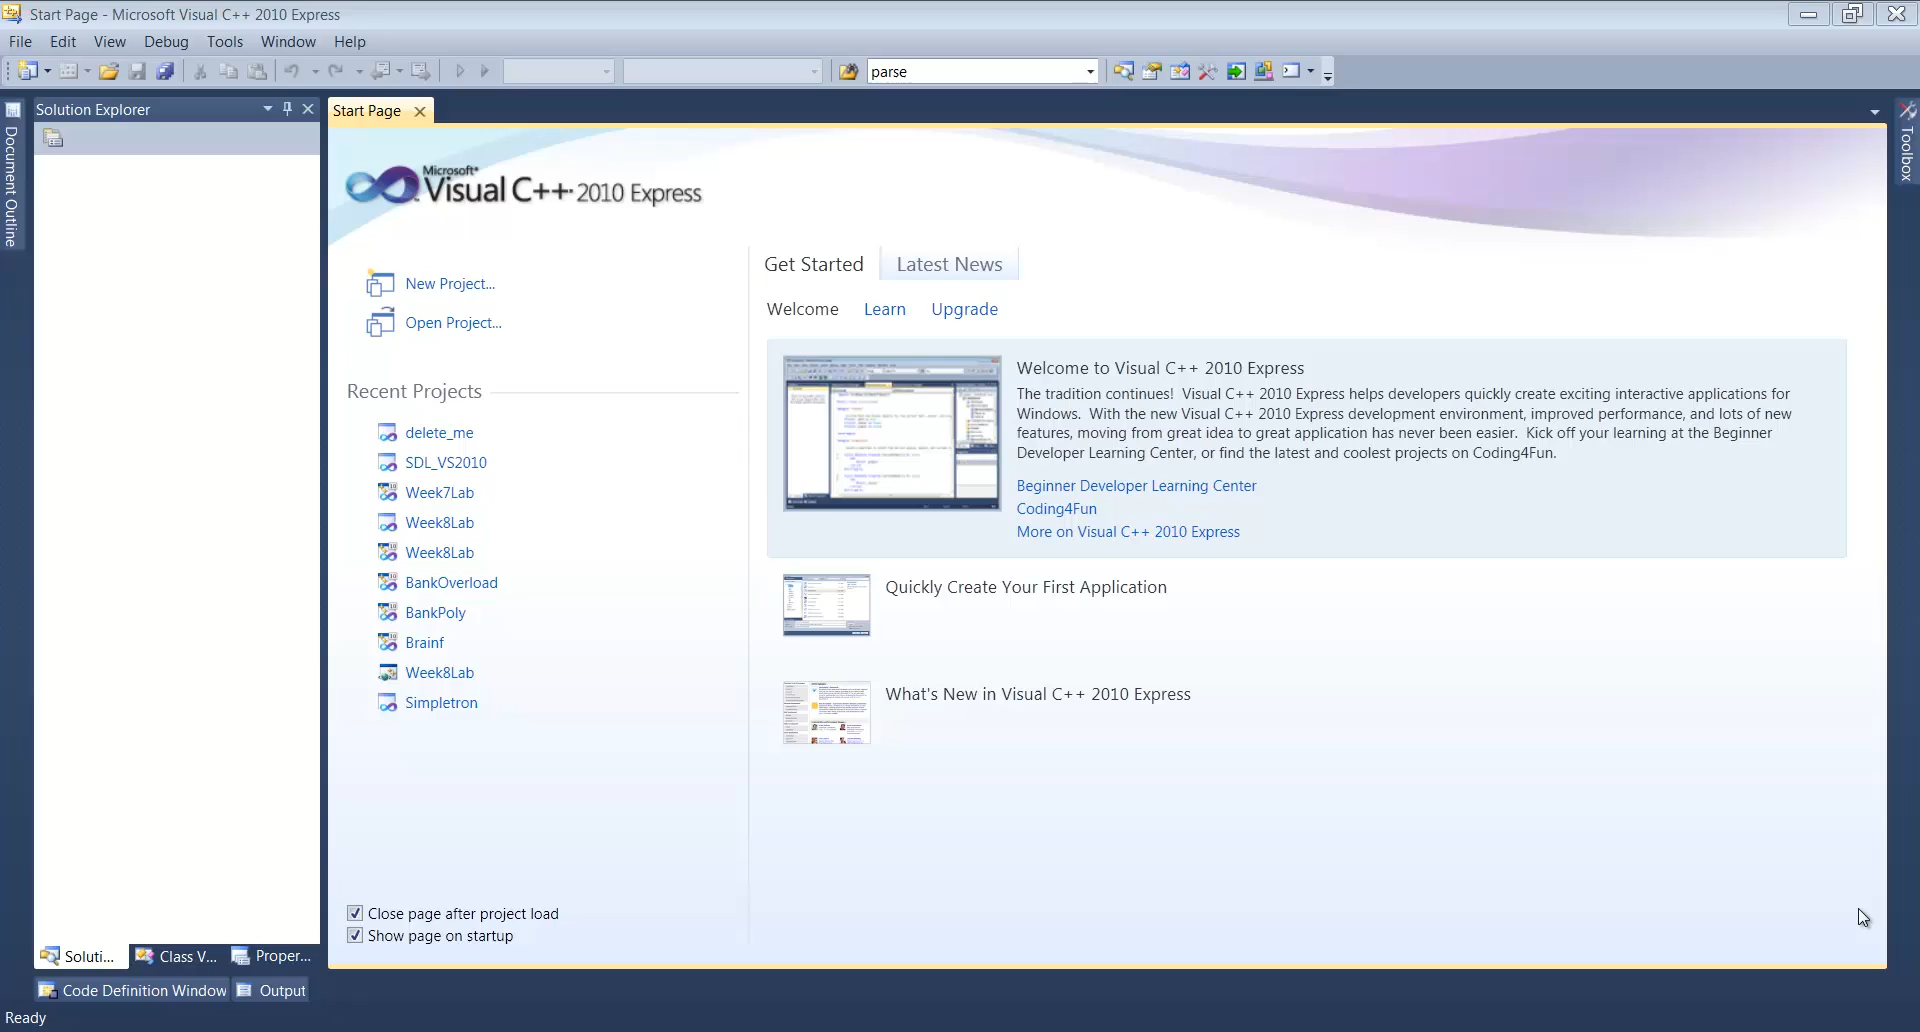 Start Page - Microsoft Visual C++ 2010 Express
File Edit View Debug Tools Window Help
parse
Document Outline
Solution Explorer
Start Page
Toolbox
Microsoft®
Visual C++ 2010 Express
New Project...
Open Project...
Recent Projects
delete_me
SDL_VS2010
Week7Lab
Week8Lab
Week8Lab
BankOverload
BankPoly
Brainf
Week8Lab
Simpletron
Close page after project load
Show page on startup
Get Started Latest News
Welcome Learn Upgrade
Welcome to Visual C++ 2010 Express
The tradition continues! Visual C++ 2010 Express helps developers quickly create exciting interactive applications for
Windows. With the new Visual C++ 2010 Express development environment, improved performance, and lots of new
features, moving from great idea to great application has never been easier. Kick off your learning at the Beginner
Developer Learning Center, or find the latest and coolest projects on Coding4Fun.
Beginner Developer Learning Center
Coding4Fun
More on Visual C++ 2010 Express
Quickly Create Your First Application
What's New in Visual C++ 2010 Express
Soluti... Class V... Proper...
Code Definition Window Output
Ready